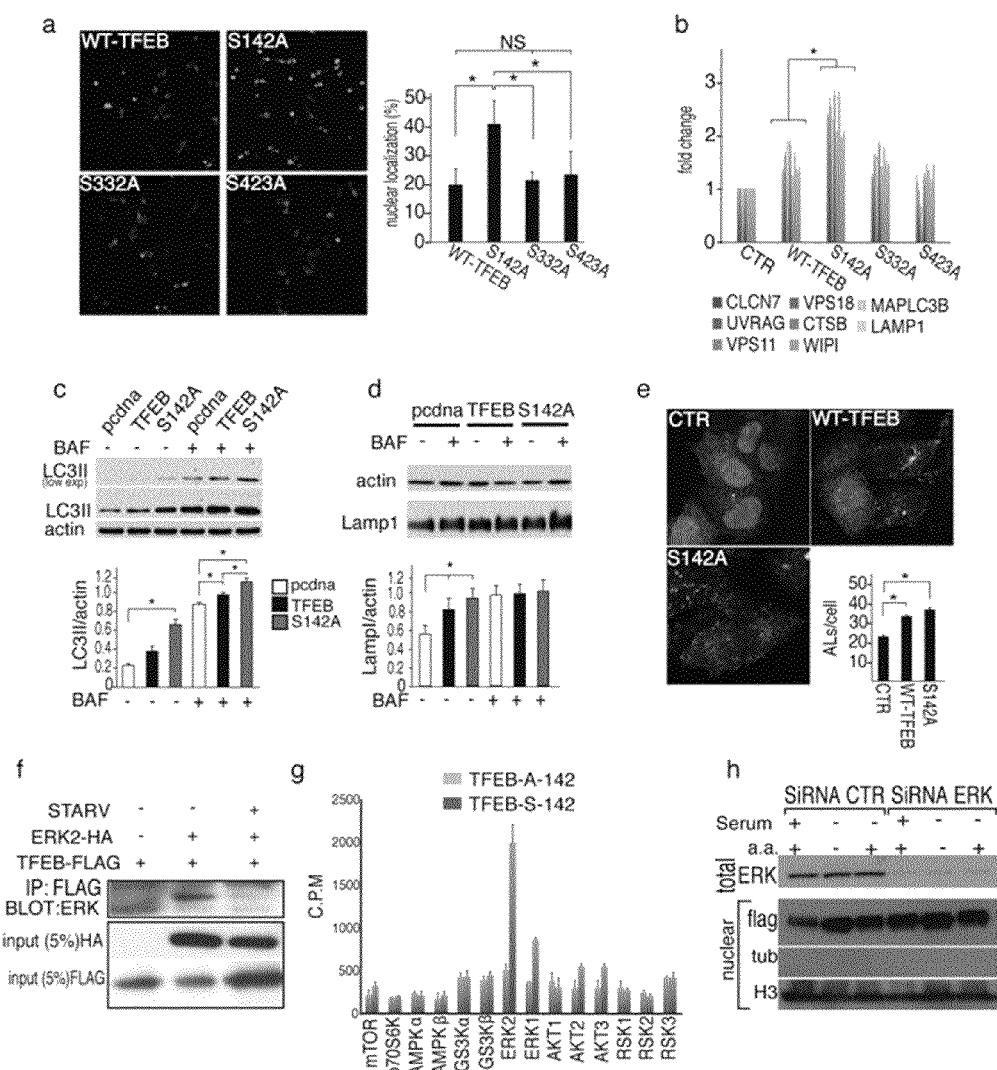 a
WT-TFEB
S142A
S332A
S423A
NS
* * *
nuclear localization (%)
50
40
30
20
10
0
WT-TFEB
S142A
S332A
S423A
b
*
fold change
3
2
1
0
CTR
WT-TFEB
S142A
S332A
S423A
CLCN7 VPS18 MAPLC3B
UVRAG CTSB LAMP1
VPS11 WIPI
c
pcdna TFEB S142A pcdna TFEB S142A
BAF - - - + + +
LC3II
(low exp)
LC3II
actin
LC3II/actin
1.2
1.0
0.8
0.6
0.4
0.2
0
* * * *
pcdna
TFEB
S142A
BAF - - - + + +
d
pcdna TFEB S142A
BAF - + - + - +
actin
Lamp1
LampI/actin
1.2
1.0
0.8
0.6
0.4
0.2
0
*
BAF - - - + + +
e
CTR
WT-TFEB
S142A
ALs/cell
50
40
30
20
10
* *
CTR
WT-TFEB
S142A
f
STARV - - +
ERK2-HA - + +
TFEB-FLAG + + +
IP: FLAG
BLOT:ERK
input (5%)HA
input (5%)FLAG
g
TFEB-A-142
TFEB-S-142
C.P.M
2500
2000
1500
1000
500
0
mTOR
p70S6K
AMPKα
AMPKβ
GS3Kα
GS3Kβ
ERK2
ERK1
AKT1
AKT2
AKT3
RSK1
RSK2
RSK3
h
SiRNA CTR SiRNA ERK
Serum + - - + - -
a.a. + - + + - +
total
ERK
nuclear
flag
tub
H3